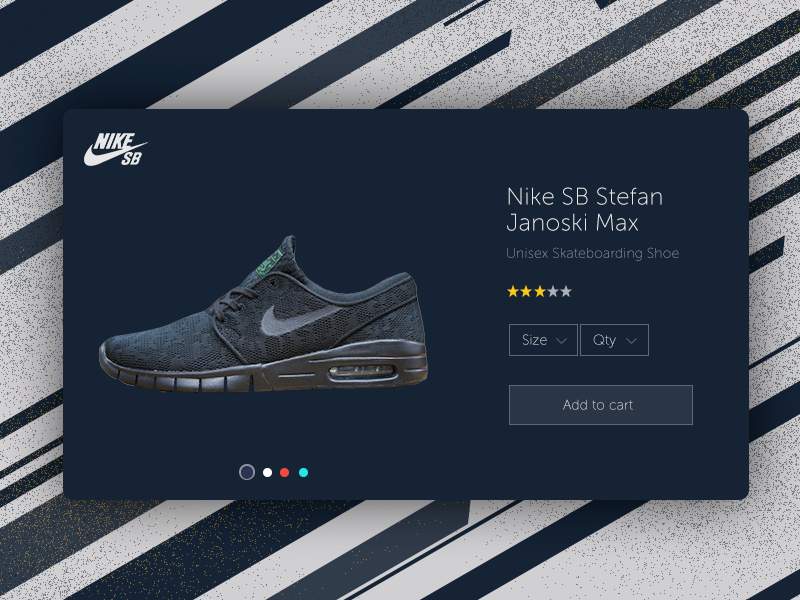 NIKE
SB
Nike SB Stefan
Janoski Max
Unisex Skateboarding Shoe
Size
Qty
Add to cart